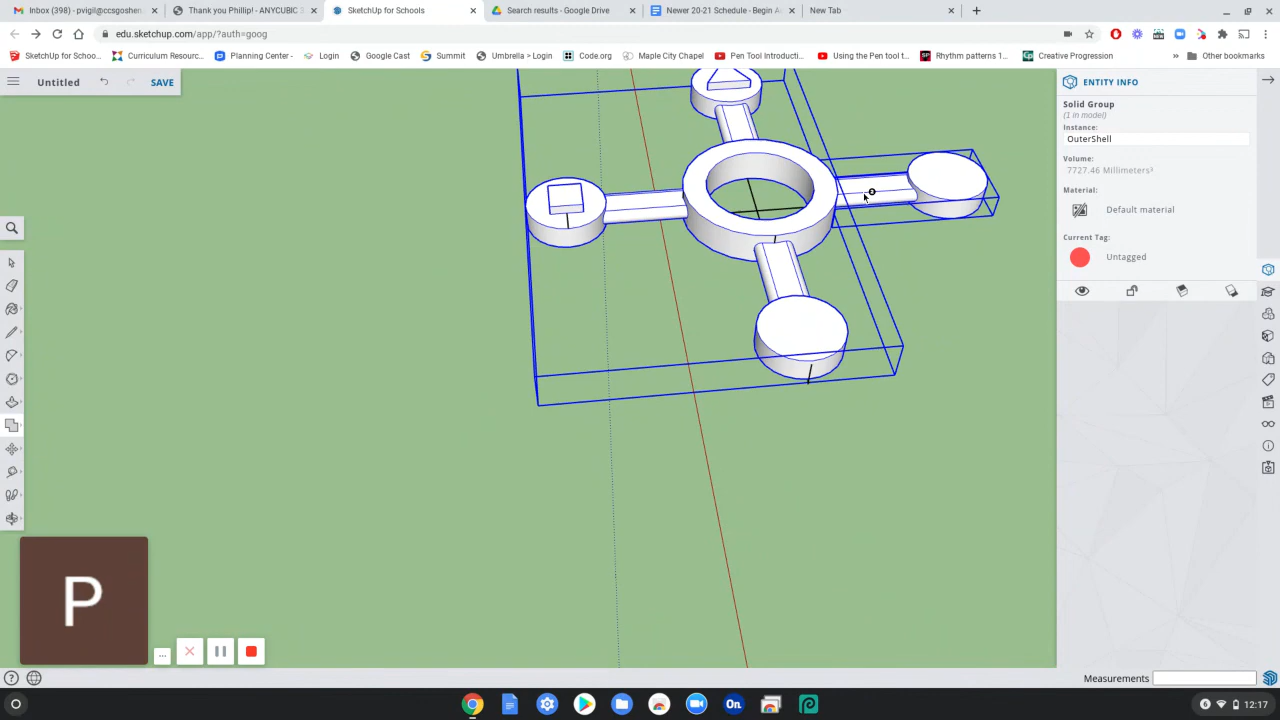 Inbox (398) - pvigil@ccsgoshen
Thank you Phillip! - ANYCUBIC 3
SketchUp for Schools
Search results - Google Drive
Newer 20-21 Schedule - Begin A
New Tab
edu.sketchup.com/app/?auth=goog
SketchUp for School...
Curriculum Resourc...
Planning Center -
Login
Google Cast
Summit
Umbrella > Login
Code.org
Maple City Chapel
Pen Tool Introducti...
Using the Pen tool t...
Rhythm patterns 1...
Creative Progression
»
Other bookmarks
Untitled
SAVE
ENTITY INFO
Solid Group
(1 in model)
Instance:
OuterShell
Volume:
7727.46 Millimeters³
Material:
Default material
Current Tag:
Untagged
P
...
Measurements
On.
6
12:17